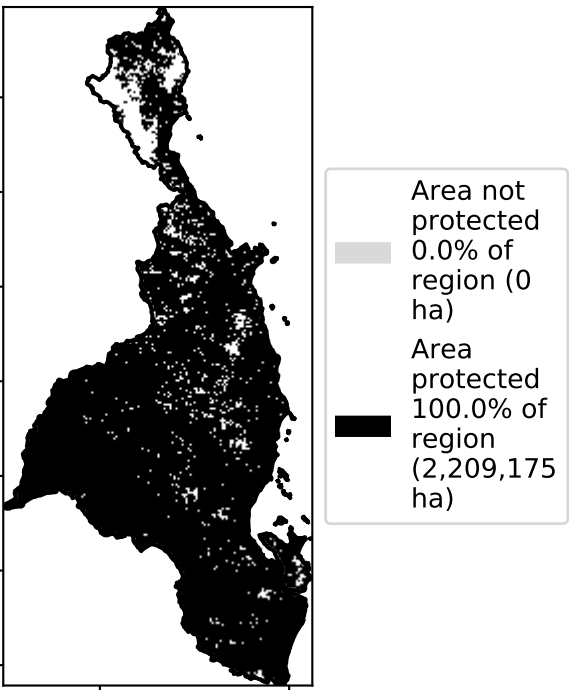 Area not
protected
0.0% of
region (0
ha)
Area
protected
100.0% of
region
(2,209,175
ha)